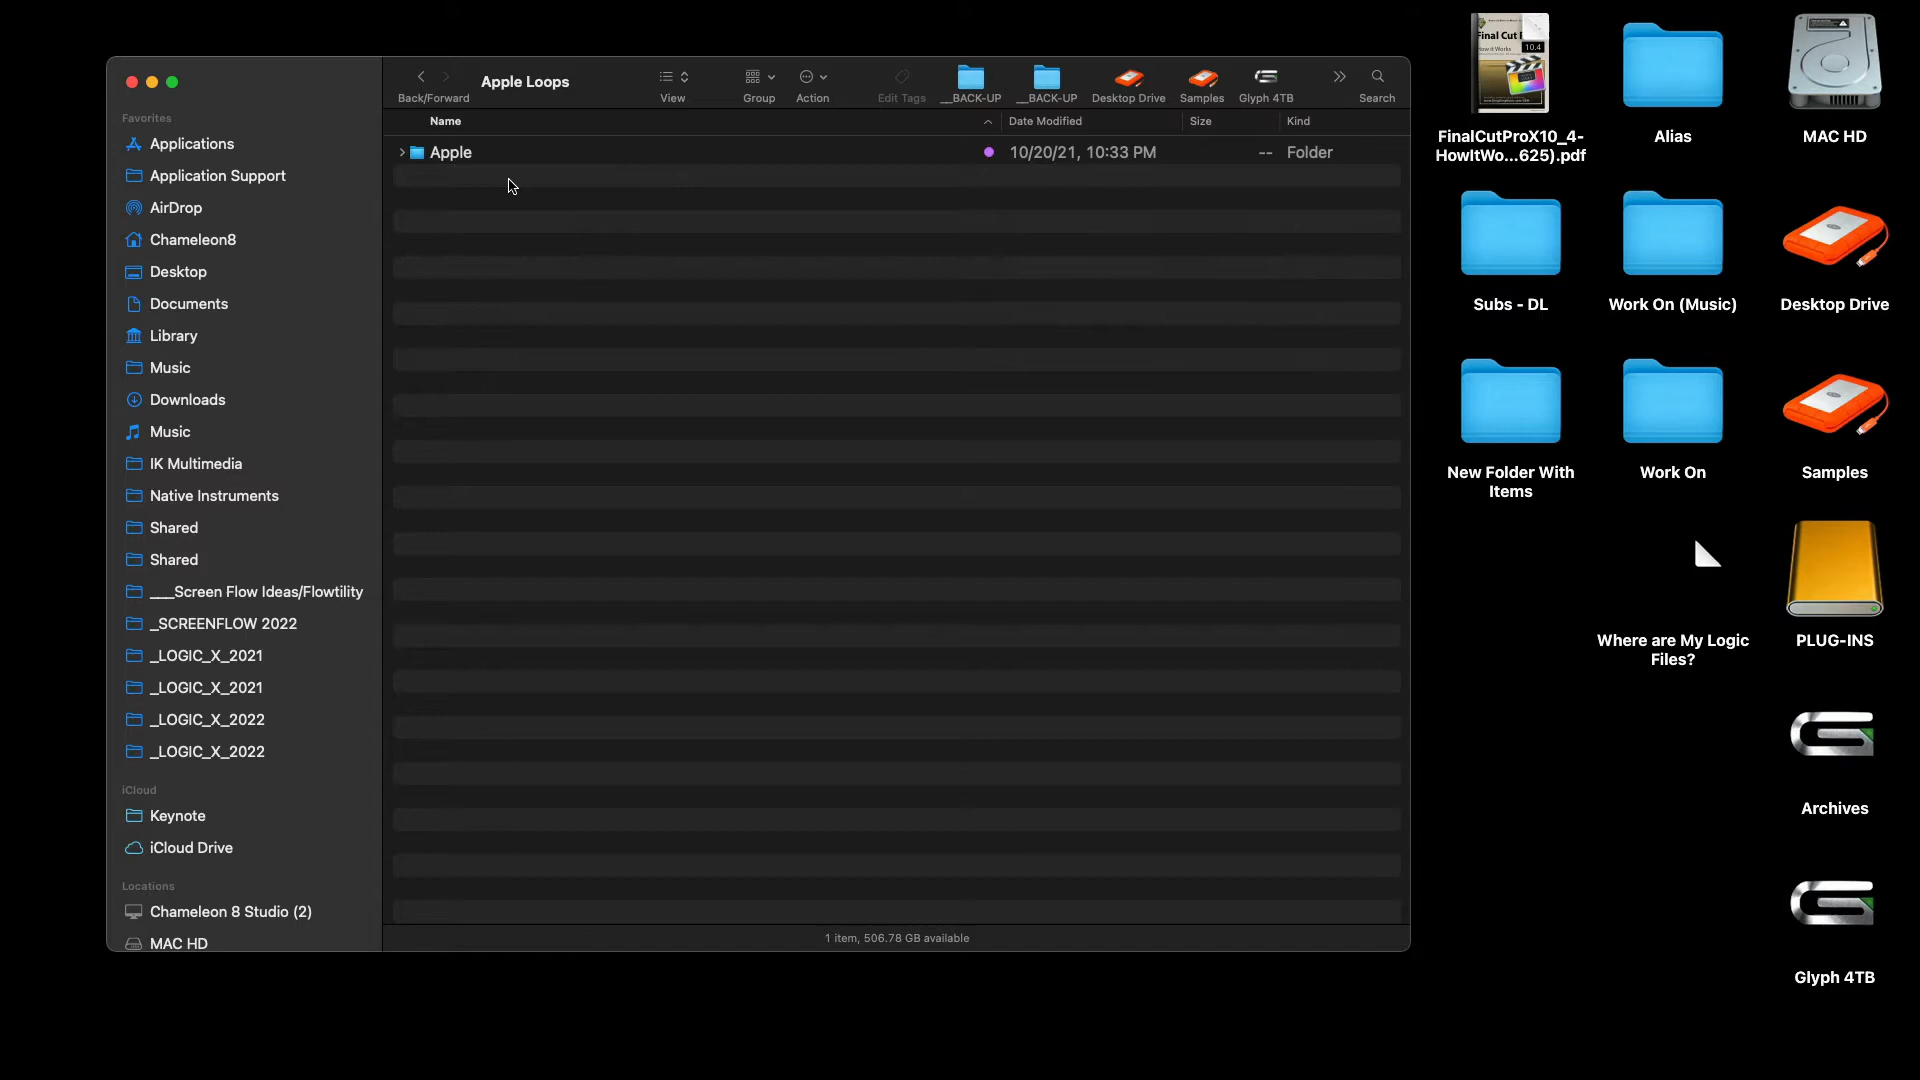 Back/Forward
Apple Loops
View
Group
Action
Edit Tags
__BACK-UP
__BACK-UP
Desktop Drive
Samples
Glyph 4TB
Search
Favorites
Applications
Application Support
AirDrop
Chameleon8
Desktop
Documents
Library
Music
Downloads
Music
IK Multimedia
Native Instruments
Shared
Shared
___Screen Flow Ideas/Flowtility
_SCREENFLOW 2022
_LOGIC_X_2021
_LOGIC_X_2021
_LOGIC_X_2022
_LOGIC_X_2022
iCloud
Keynote
iCloud Drive
Locations
Chameleon 8 Studio (2)
MAC HD
Name
Date Modified
Size
Kind
Apple
10/20/21, 10:33 PM
--
Folder
1 item, 506.78 GB available
Final Cut
10.4
FinalCutProX10_4-
HowItWo...625).pdf
Alias
MAC HD
Subs - DL
Work On (Music)
Desktop Drive
New Folder With
Items
Work On
Samples
Where are My Logic
Files?
PLUG-INS
Archives
Glyph 4TB